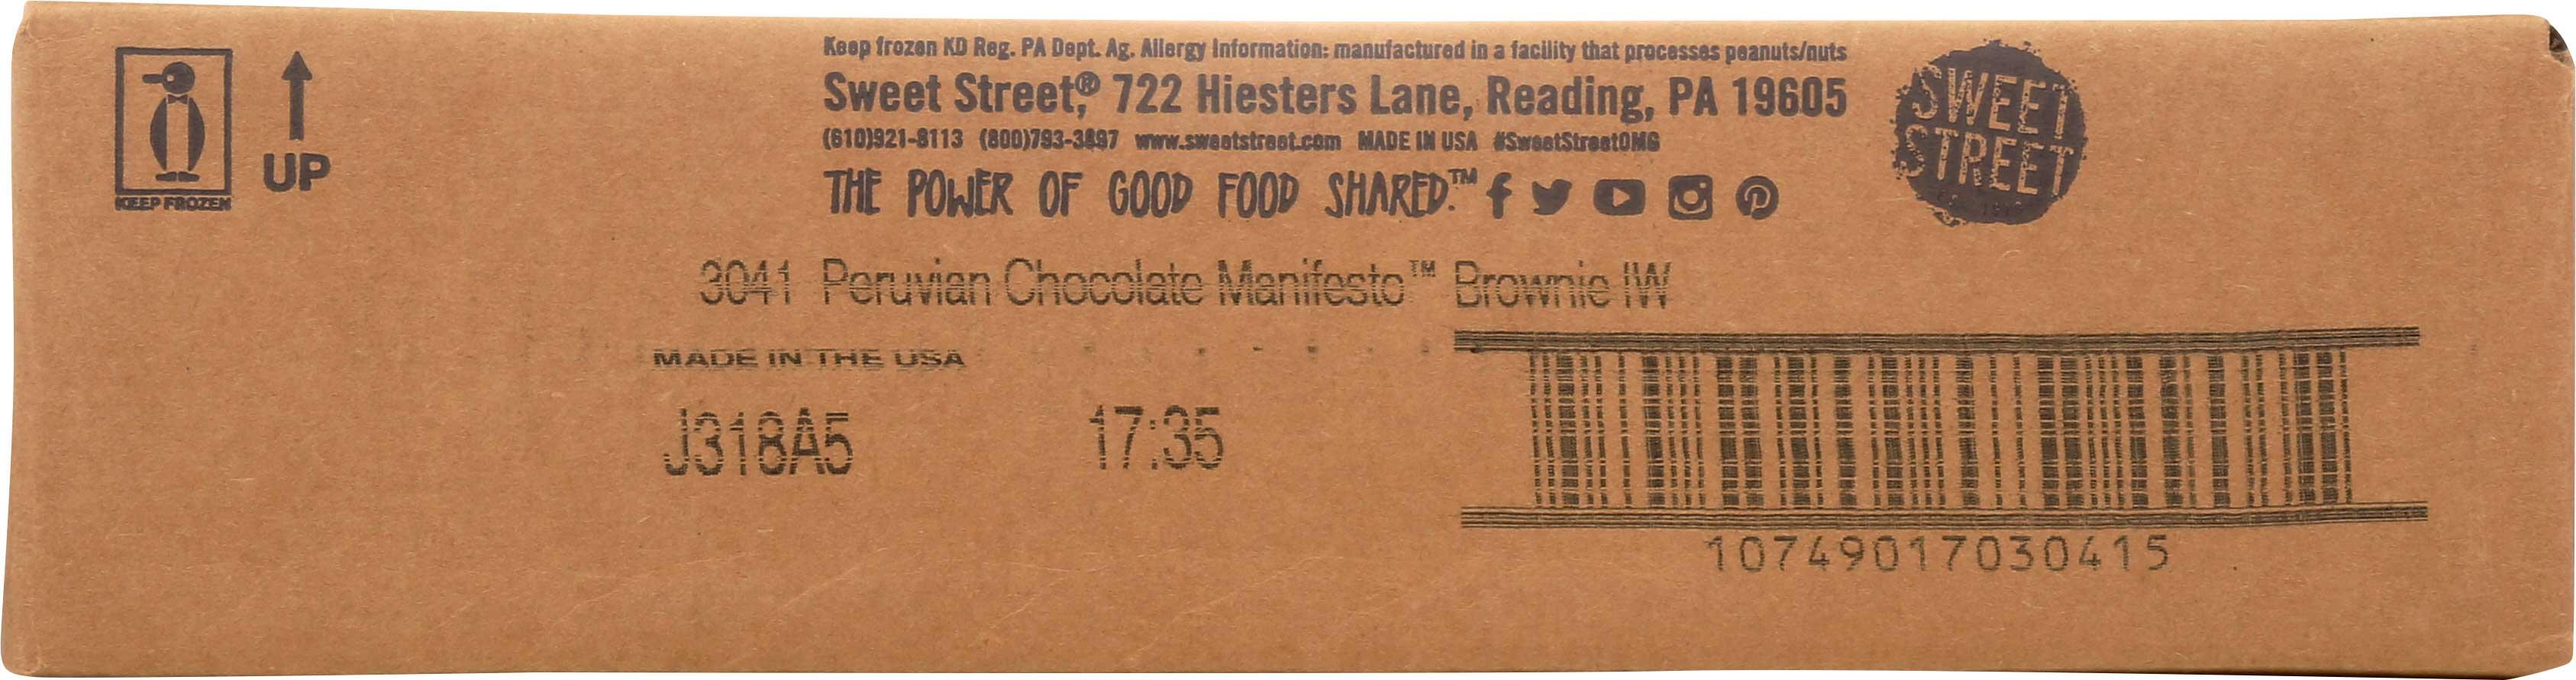 Keep frozen KD Reg. PA Dept. Ag. Allergy Information: manufactured in a facility that processes peanuts/nuts
Sweet Street,® 722 Hiesters Lane, Reading, PA 19605
(610)921-8113 (800)793-3897 www.sweetstreet.com MADE IN USA #SweetStreetOMG
THE POWER OF GOOD FOOD SHARED.™
SWEET
STREET
UP
KEEP FROZEN
3041 Peruvian Chocolate Manifesto™ Brownie IW
MADE IN THE USA
J318A5 17:35
10749017030415